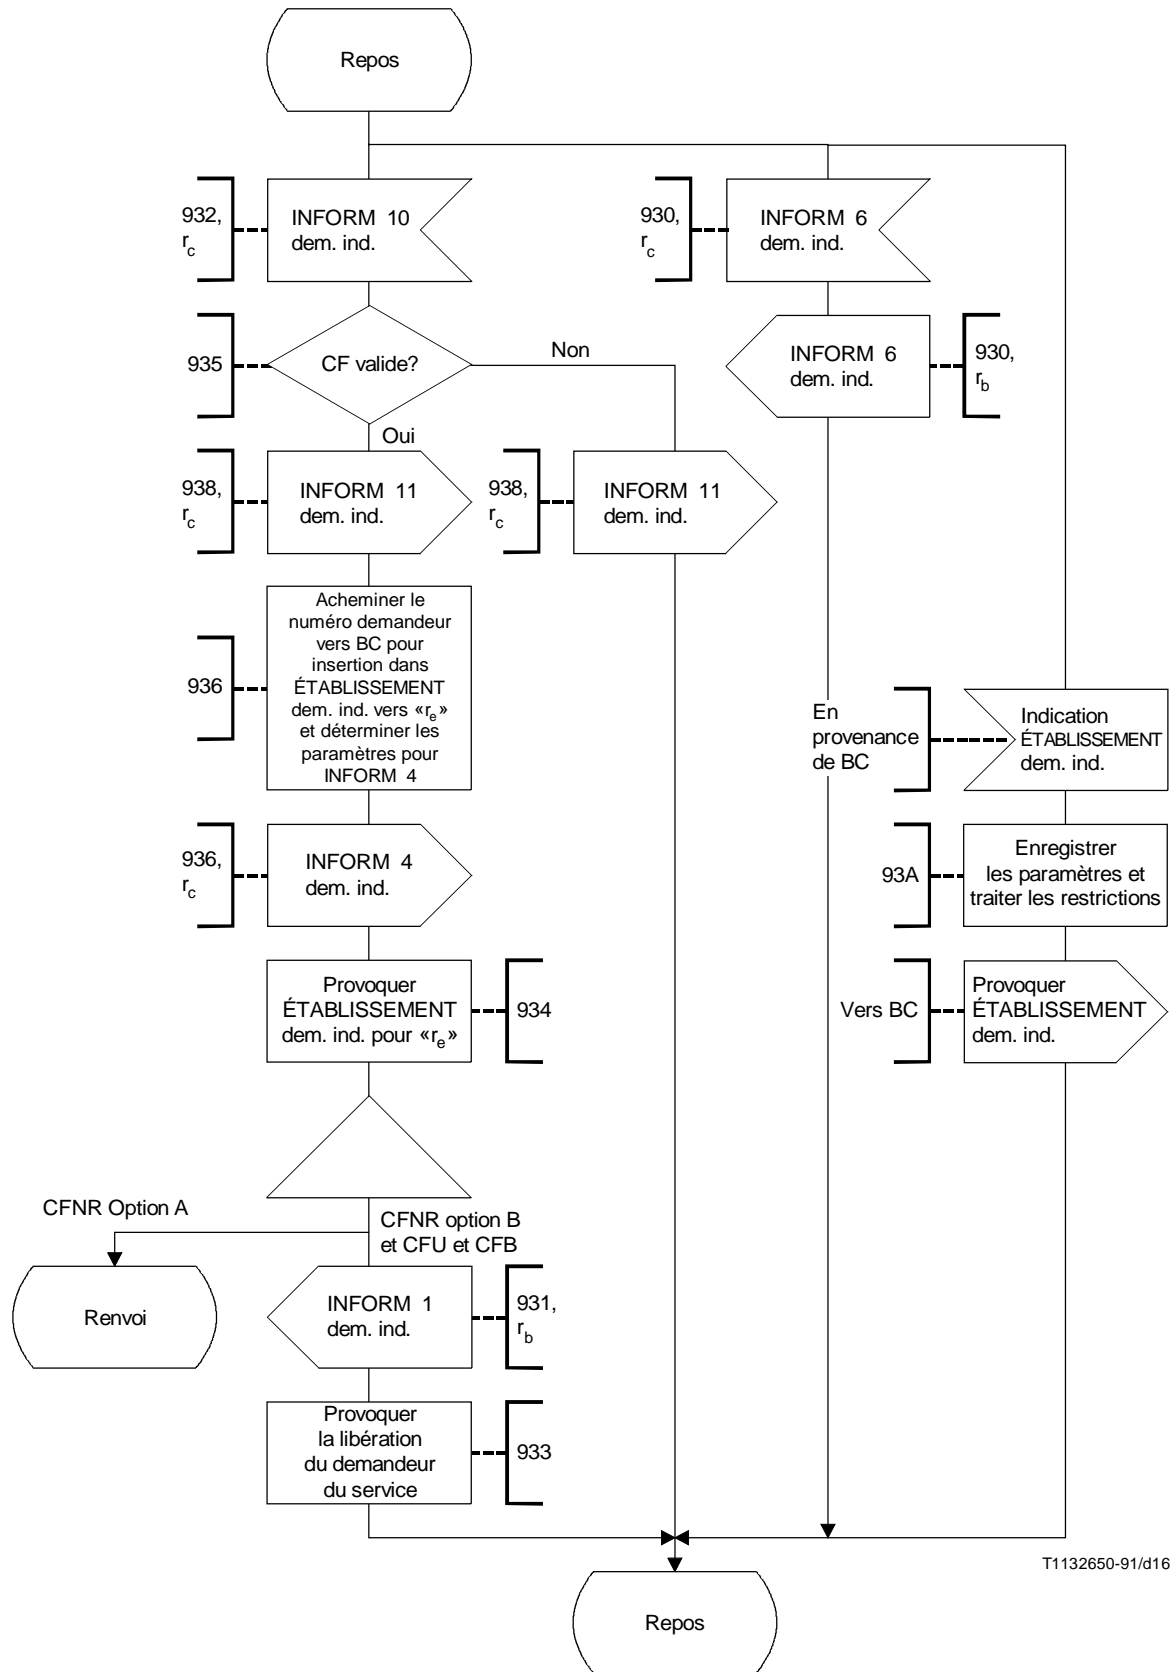 Repos
932,
rc
INFORM 10
dem. ind.
930,
rc
INFORM 6
dem. ind.
935
CF valide?
Non
Oui
INFORM 6
dem. ind.
930,
rb
938,
rc
INFORM 11
dem. ind.
938,
rc
INFORM 11
dem. ind.
936
Acheminer le
numéro demandeur
vers BC pour
insertion dans
ÉTABLISSEMENT
dem. ind. vers «re»
et déterminer les
paramètres pour
INFORM 4
En
provenance
de BC
Indication
ÉTABLISSEMENT
dem. ind.
936,
rc
INFORM 4
dem. ind.
93A
Enregistrer
les paramètres et
traiter les restrictions
Provoquer
ÉTABLISSEMENT
dem. ind. pour «re»
934
Vers BC
Provoquer
ÉTABLISSEMENT
dem. ind.
CFNR Option A
CFNR option B
et CFU et CFB
Renvoi
INFORM 1
dem. ind.
931,
rb
Provoquer
la libération
du demandeur
du service
933
T1132650-91/d16
Repos